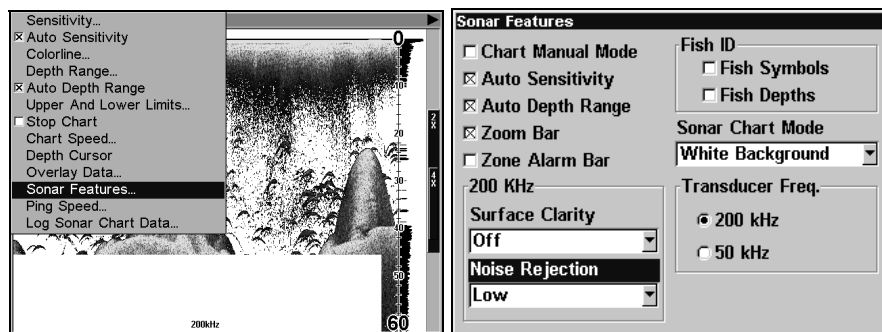 Sensitivity...
Auto Sensitivity
Colorline...
Depth Range...
Auto Depth Range
Upper And Lower Limits...
Stop Chart
Chart Speed...
Depth Cursor
Overlay Data...
Sonar Features...
Ping Speed...
Log Sonar Chart Data...
0
10
20
30
40
50
60
2X
4X
200kHz
Sonar Features
Chart Manual Mode
Auto Sensitivity
Auto Depth Range
Zoom Bar
Zone Alarm Bar
200 KHz
Surface Clarity
Off
Noise Rejection
Low
Fish ID
Fish Symbols
Fish Depths
Sonar Chart Mode
White Background
Transducer Freq.
200 kHz
50 kHz